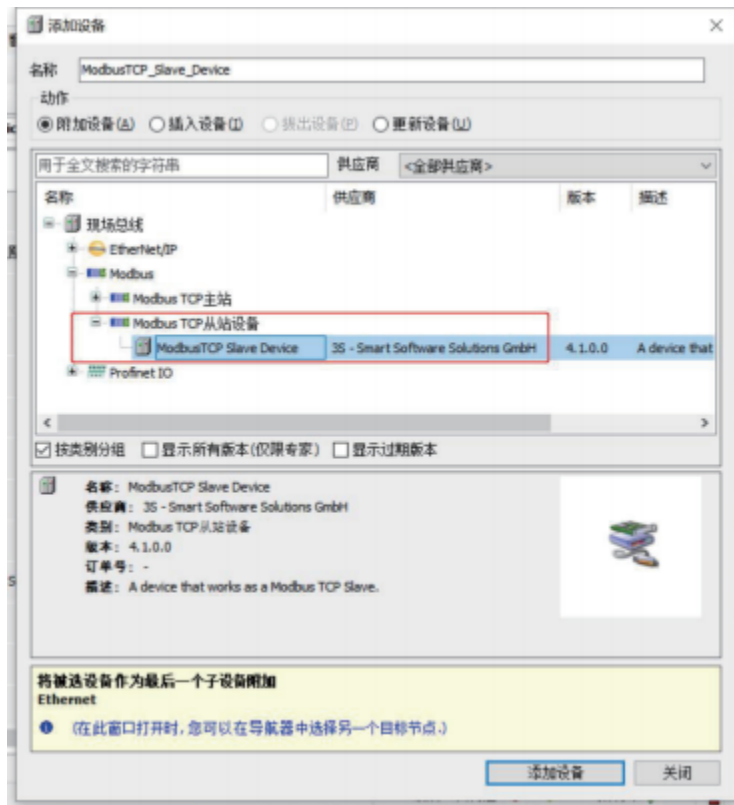 添加设备
名称 ModbusTCP_Slave_Device
动作
附加设备(A) 插入设备(I) 拔出设备(P) 更新设备(U)
用于全文搜索的字符串 供应商 <全部供应商>
名称 供应商 版本 描述
现场总线
EtherNet/IP
Modbus
Modbus TCP主站
Modbus TCP从站设备
ModbusTCP Slave Device 3S - Smart Software Solutions GmbH 4.1.0.0 A device that
Profinet IO
按类别分组 显示所有版本(仅限专家) 显示过期版本
名称: ModbusTCP Slave Device
供应商: 3S - Smart Software Solutions GmbH
类别: Modbus TCP从站设备
版本: 4.1.0.0
订单号: -
描述: A device that works as a Modbus TCP Slave.
将被选设备作为最后一个子设备附加
Ethernet
(在此窗口打开时,您可以在导航器中选择另一个目标节点.)
添加设备 关闭